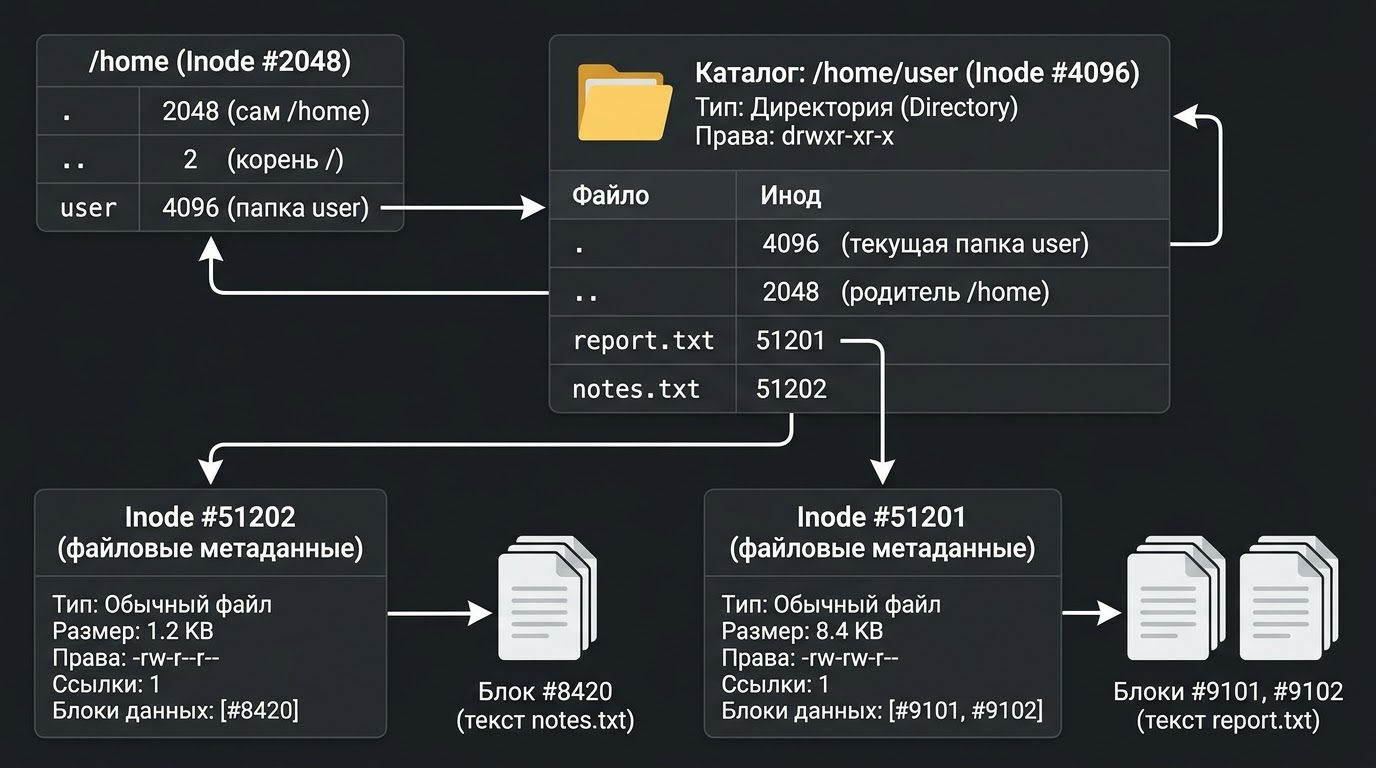 /home (Inode #2048)
. 2048 (сам /home)
.. 2 (корень /)
user 4096 (папка user)
Каталог: /home/user (Inode #4096)
Тип: Директория (Directory)
Права: drwxr-xr-x
Файло Инод
. 4096 (текущая папка user)
.. 2048 (родитель /home)
report.txt 51201
notes.txt 51202
Inode #51202
(файловые метаданные)
Тип: Обычный файл
Размер: 1.2 KB
Права: -rw-r--r--
Ссылки: 1
Блоки данных: [#8420]
Блок #8420
(текст notes.txt)
Inode #51201
(файловые метаданные)
Тип: Обычный файл
Размер: 8.4 KB
Права: -rw-rw-r--
Ссылки: 1
Блоки данных: [#9101, #9102]
Блоки #9101, #9102
(текст report.txt)